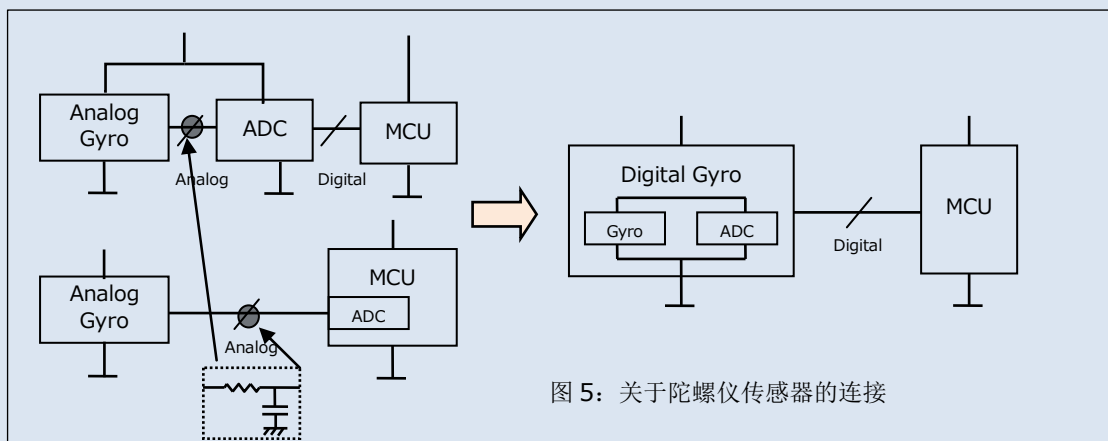 Analog
Gyro
ADC
MCU
Analog
Digital
Analog
Gyro
MCU
ADC
Analog
Digital Gyro
Gyro
ADC
Digital
MCU
图 5：关于陀螺仪传感器的连接